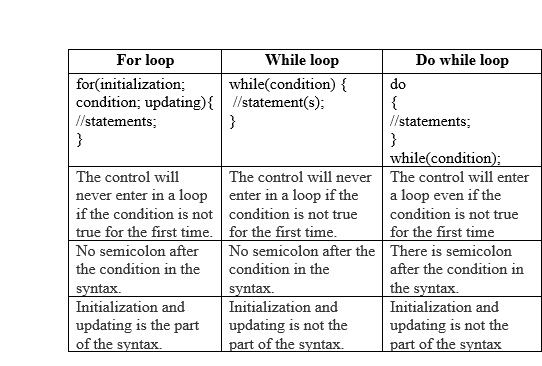 For loop
While loop
Do while loop
for(initialization;
condition; updating){
//statements;
}
while(condition) {
//statement(s);
}
do
{
//statements;
}
while(condition);
The control will
never enter in a loop
if the condition is not
true for the first time.
The control will never
enter in a loop if the
condition is not true
for the first time.
The control will enter
a loop even if the
condition is not true
for the first time
No semicolon after
the condition in the
syntax.
No semicolon after the
condition in the
syntax.
There is semicolon
after the condition in
the syntax.
Initialization and
updating is the part
of the syntax.
Initialization and
updating is not the
part of the syntax.
Initialization and
updating is not the
part of the syntax